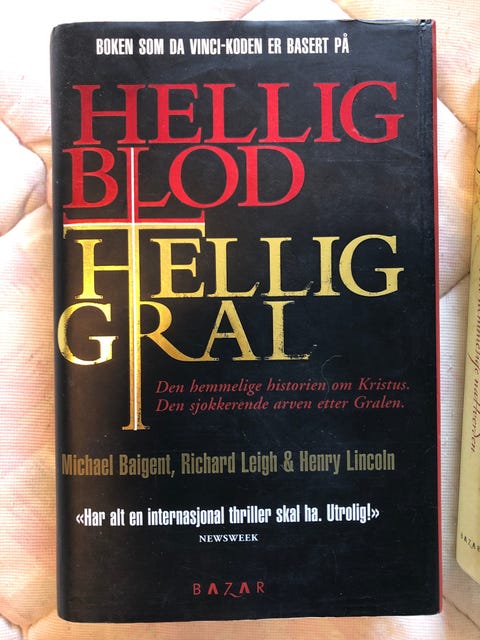 BOKEN SOM DA VINCI-KODEN ER BASERT PÅ
HELLIG
BLOD
HELLIG
GRAL
Den hemmelige historien om Kristus.
Den sjokkerende arven etter Gralen.
Michael Baigent, Richard Leigh & Henry Lincoln
«Har alt en internasjonal thriller skal ha. Utrolig!»
NEWSWEEK
BAZAR
BAZAR